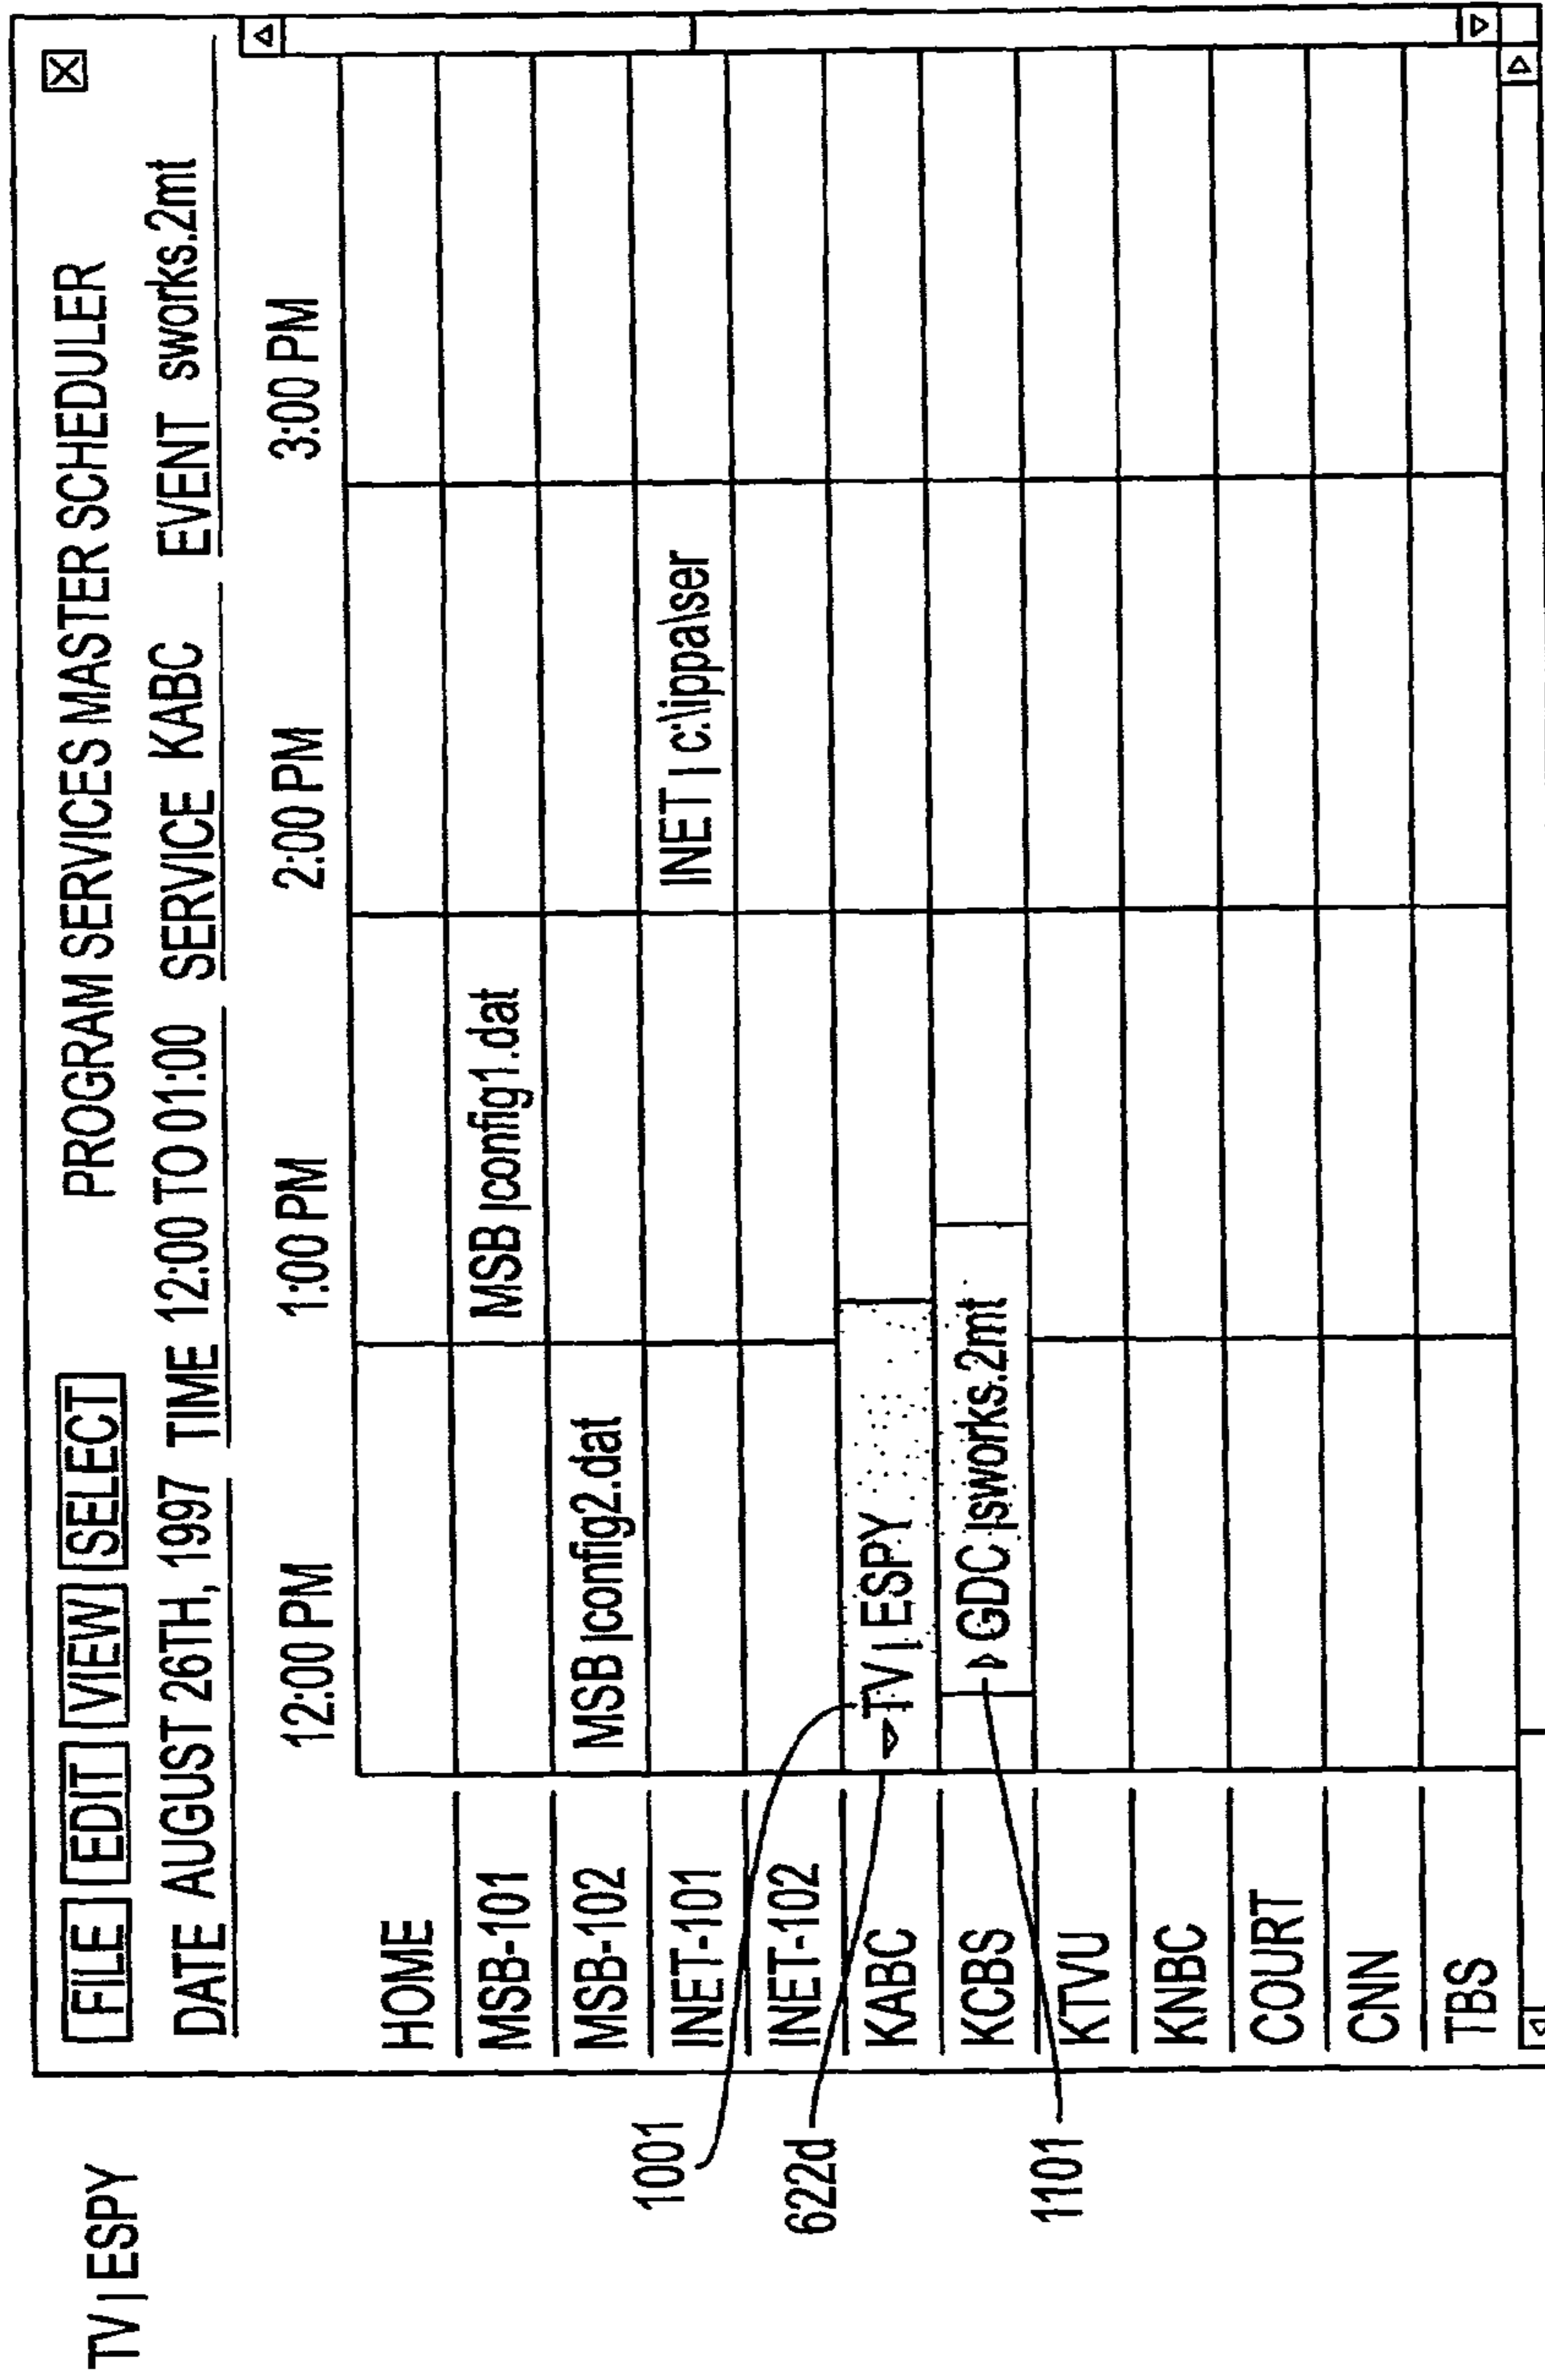 TV | ESPY
PROGRAM SERVICES MASTER SCHEDULER
FILE EDIT VIEW SELECT
DATE AUGUST 26TH, 1997 TIME 12:00 TO 01:00 SERVICE KABC EVENT sworks.2mt
12:00 PM 1:00 PM 2:00 PM 3:00 PM
HOME
MSB-101 MSB |config1.dat
MSB-102 MSB |config2.dat
INET-101 INET | c:\ippa\ser
INET-102
KABC TV | ESPY
KCBS GDC |sworks.2mt
KTVU
KNBC
COURT
CNN
TBS
1001
622d
1101